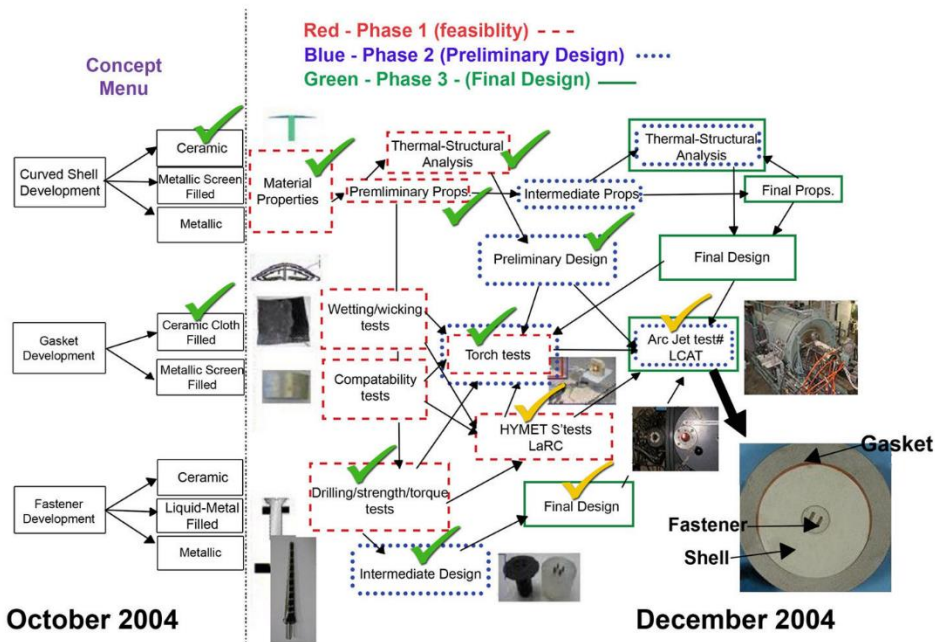 Red - Phase 1 (feasiblity)
Blue - Phase 2 (Preliminary Design)
Green - Phase 3 - (Final Design)
Concept
Menu
Curved Shell
Development
Ceramic
Metallic Screen
Filled
Metallic
Gasket
Development
Ceramic Cloth
Filled
Metallic Screen
Filled
Fastener
Development
Ceramic
Liquid-Metal
Filled
Metallic
Material
Properties
Thermal-Structural
Analysis
Premliminary Props.
Intermediate Props.
Thermal-Structural
Analysis
Final Props.
Preliminary Design
Final Design
Wetting/wicking
tests
Compatability
tests
Torch tests
Arc Jet test#
LCAT
HYMET S'tests
LaRC
Drilling/strength/torque
tests
Final Design
Intermediate Design
Gasket
Fastener
Shell
October 2004
December 2004